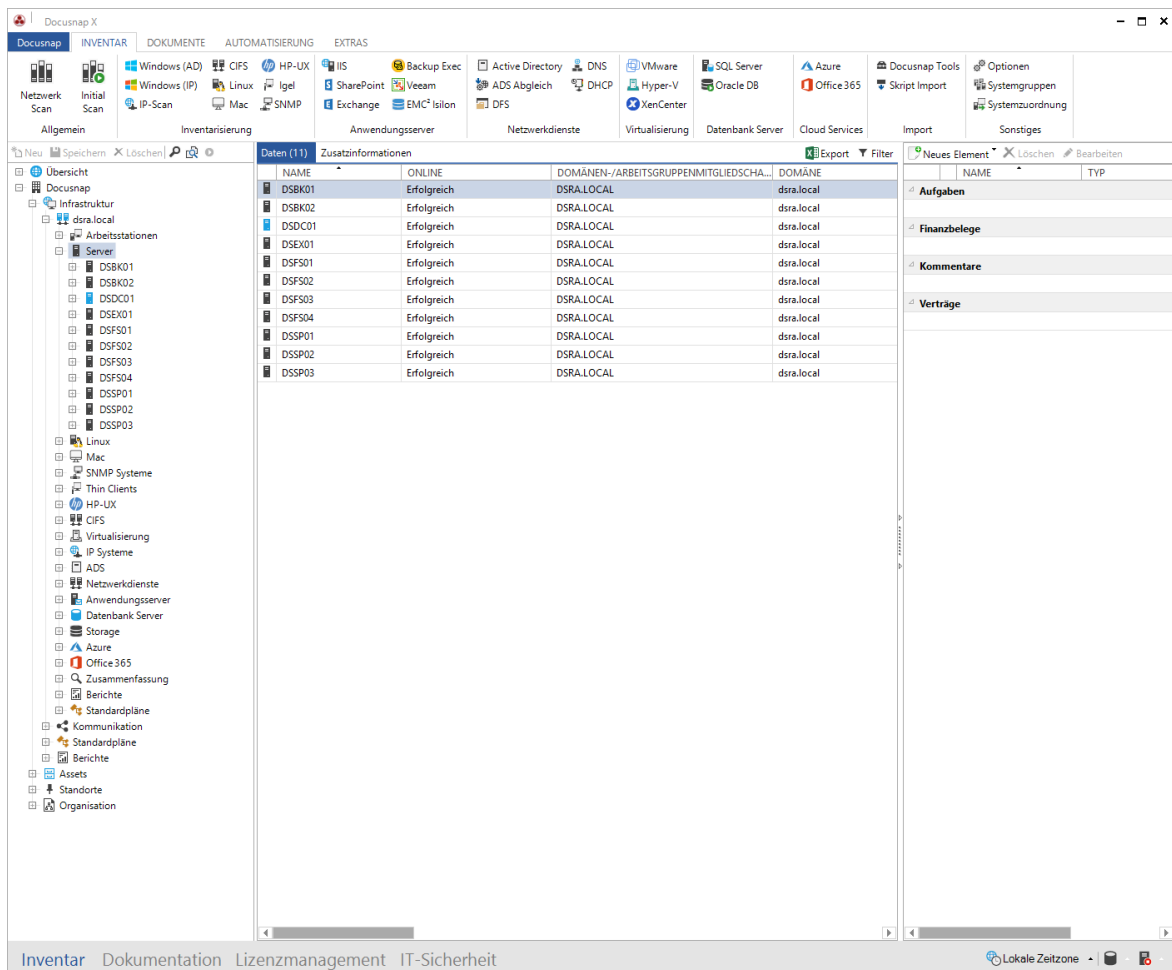 Docusnap X
Docusnap INVENTAR DOKUMENTE AUTOMATISIERUNG EXTRAS
Netzwerk Scan
Initial Scan
Allgemein
Windows (AD) CIFS HP-UX
Windows (IP) Linux Igel
IP-Scan Mac SNMP
Inventarisierung
IIS Backup Exec
SharePoint Veeam
Exchange EMC² Isilon
Anwendungsserver
Active Directory DNS
ADS Abgleich DHCP
DFS
Netzwerkdienste
VMware
Hyper-V
XenCenter
Virtualisierung
SQL Server
Oracle DB
Datenbank Server
Azure
Office 365
Cloud Services
Docusnap Tools
Skript Import
Import
Optionen
Systemgruppen
Systemzuordnung
Sonstiges
Neu Speichern Löschen
Übersicht
Docusnap
Infrastruktur
dsra.local
Arbeitsstationen
Server
DSBK01
DSBK02
DSDC01
DSEX01
DSFS01
DSFS02
DSFS03
DSFS04
DSSP01
DSSP02
DSSP03
Linux
Mac
SNMP Systeme
Thin Clients
HP-UX
CIFS
Virtualisierung
IP Systeme
ADS
Netzwerkdienste
Anwendungsserver
Datenbank Server
Storage
Azure
Office 365
Zusammenfassung
Berichte
Standardpläne
Kommunikation
Standardpläne
Berichte
Assets
Standorte
Organisation
Daten (11) Zusatzinformationen Export Filter
NAME ONLINE DOMÄNEN-/ARBEITSGRUPPENMITGLIEDSCHA... DOMÄNE
DSBK01 Erfolgreich DSRA.LOCAL dsra.local
DSBK02 Erfolgreich DSRA.LOCAL dsra.local
DSDC01 Erfolgreich DSRA.LOCAL dsra.local
DSEX01 Erfolgreich DSRA.LOCAL dsra.local
DSFS01 Erfolgreich DSRA.LOCAL dsra.local
DSFS02 Erfolgreich DSRA.LOCAL dsra.local
DSFS03 Erfolgreich DSRA.LOCAL dsra.local
DSFS04 Erfolgreich DSRA.LOCAL dsra.local
DSSP01 Erfolgreich DSRA.LOCAL dsra.local
DSSP02 Erfolgreich DSRA.LOCAL dsra.local
DSSP03 Erfolgreich DSRA.LOCAL dsra.local
Neues Element Löschen Bearbeiten
NAME TYP
Aufgaben
Finanzbelege
Kommentare
Verträge
Inventar Dokumentation Lizenzmanagement IT-Sicherheit
Lokale Zeitzone